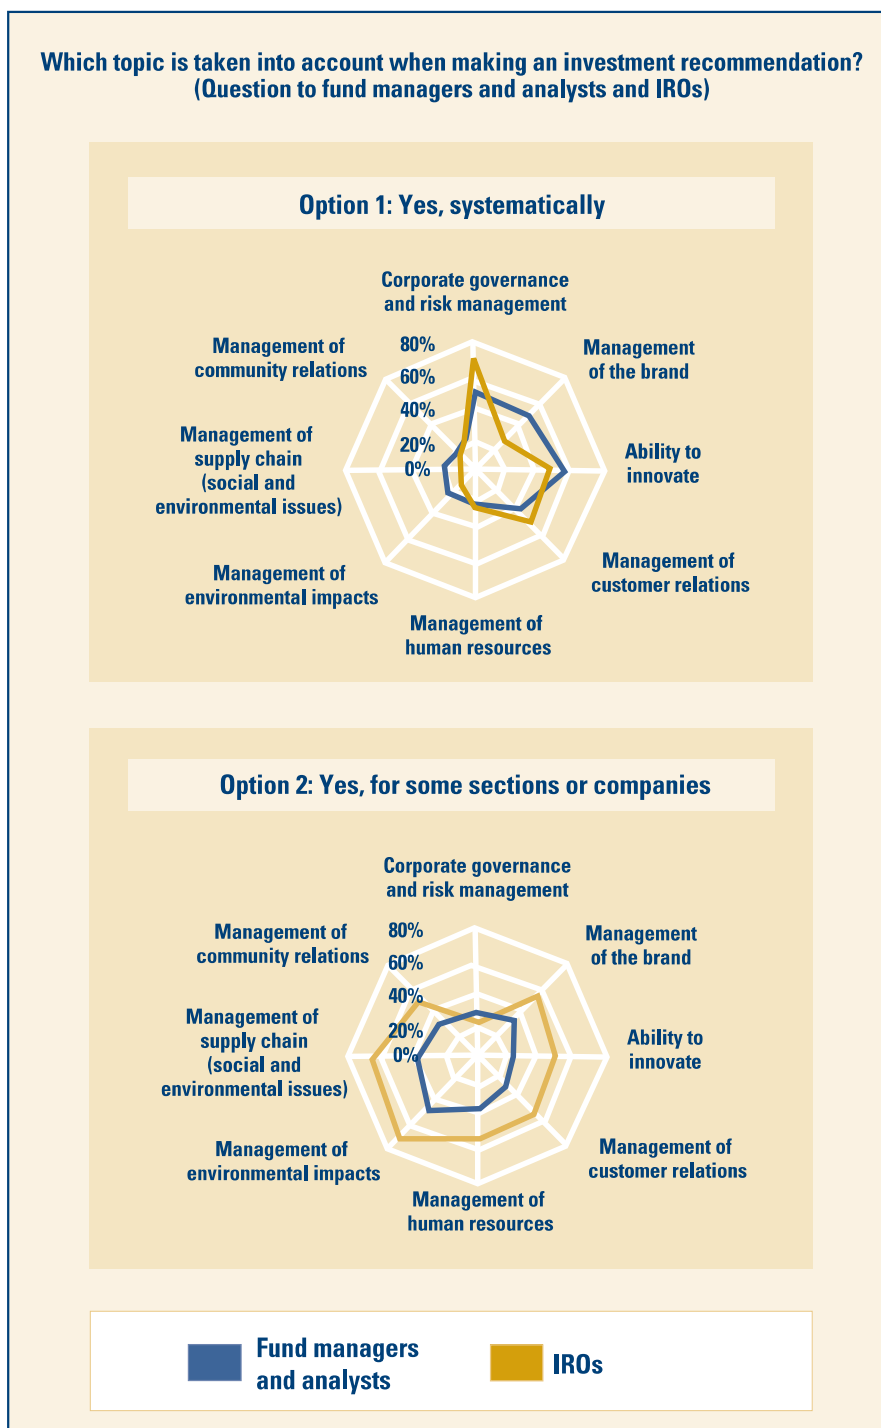 Which topic is taken into account when making an investment recommendation?
(Question to fund managers and analysts and IROs)
Option 1: Yes, systematically
Corporate governance
and risk management
Management of
community relations
80%
Management
of the brand
60%
40%
Management of
supply chain
(social and
environmental issues)
20%
0%
Ability to
innovate
Management of
environmental impacts
Management of
customer relations
Management of
human resources
Option 2: Yes, for some sections or companies
Corporate governance
and risk management
Management of
community relations
80%
Management
of the brand
60%
40%
Management of
supply chain
(social and
environmental issues)
20%
0%
Ability to
innovate
Management of
environmental impacts
Management of
customer relations
Management of
human resources
Fund managers
and analysts
IROs